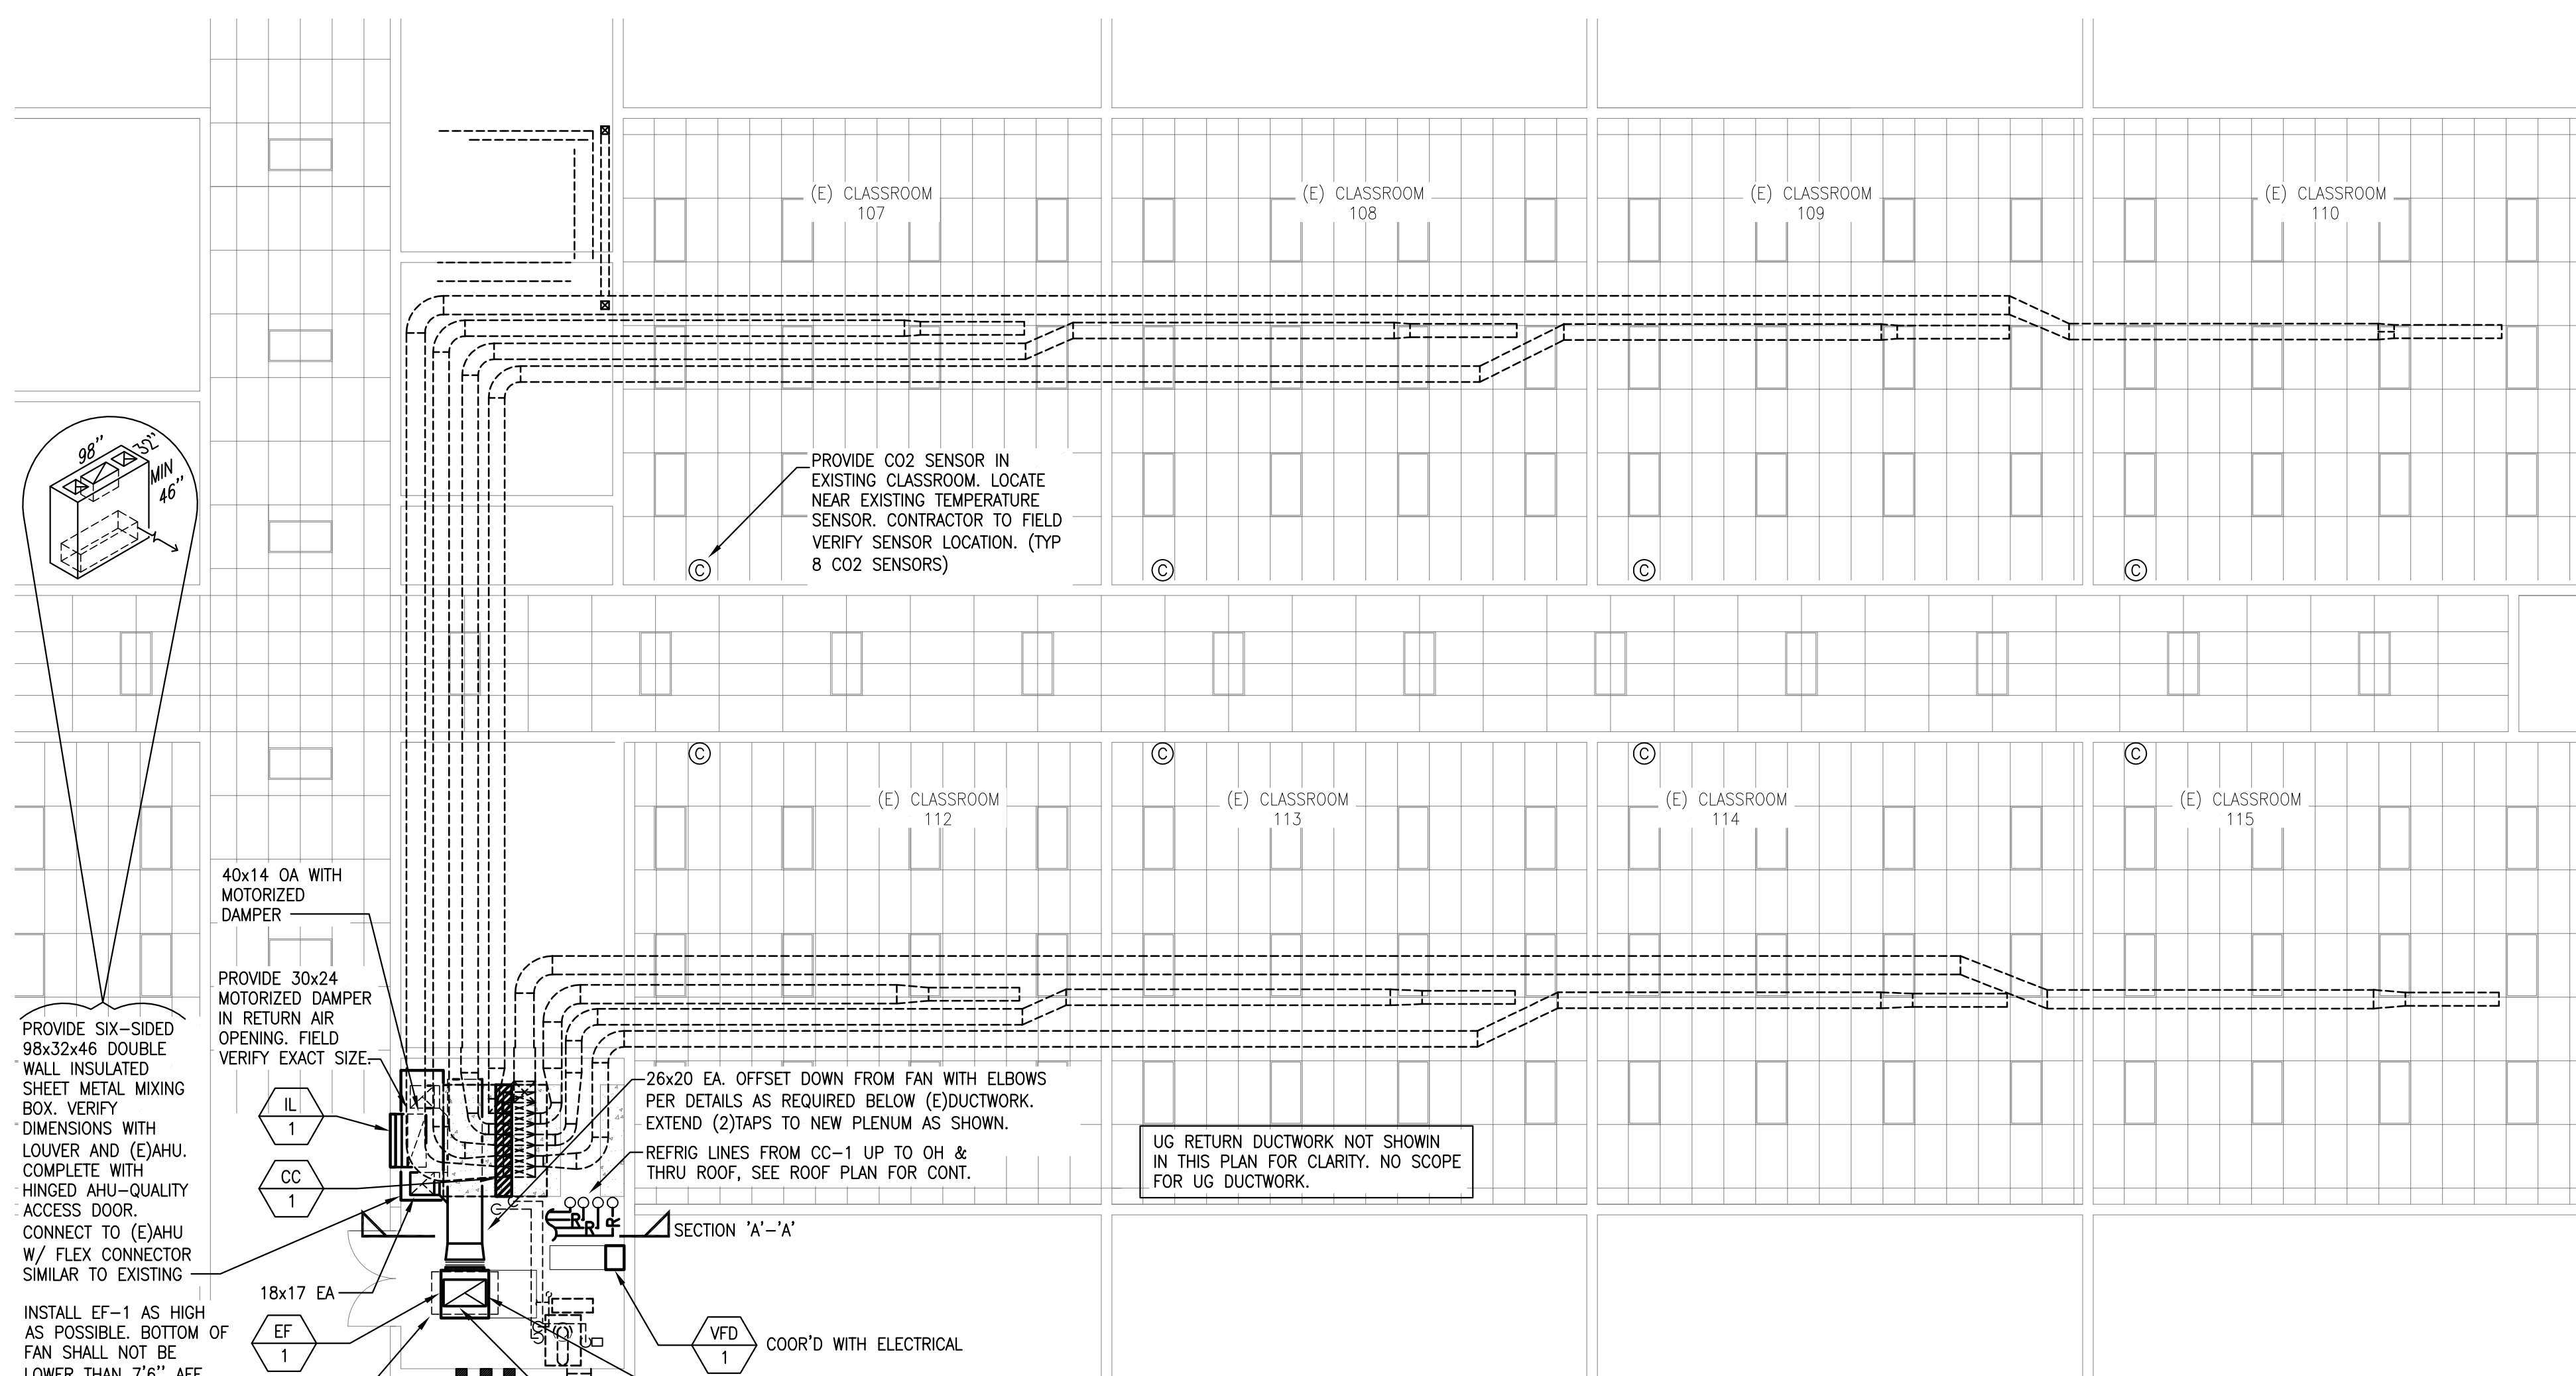 (E) CLASSROOM
107
(E) CLASSROOM
108
(E) CLASSROOM
109
(E) CLASSROOM
110
98"
32"
MIN
46"
PROVIDE CO2 SENSOR IN
EXISTING CLASSROOM. LOCATE
NEAR EXISTING TEMPERATURE
SENSOR. CONTRACTOR TO FIELD
VERIFY SENSOR LOCATION. (TYP
8 CO2 SENSORS)
C
C
C
C
C
C
C
C
(E) CLASSROOM
112
(E) CLASSROOM
113
(E) CLASSROOM
114
(E) CLASSROOM
115
40x14 OA WITH
MOTORIZED
DAMPER
PROVIDE 30x24
MOTORIZED DAMPER
IN RETURN AIR
OPENING. FIELD
VERIFY EXACT SIZE.
PROVIDE SIX-SIDED
98x32x46 DOUBLE
WALL INSULATED
SHEET METAL MIXING
BOX. VERIFY
DIMENSIONS WITH
LOUVER AND (E)AHU.
COMPLETE WITH
HINGED AHU-QUALITY
ACCESS DOOR.
CONNECT TO (E)AHU
W/ FLEX CONNECTOR
SIMILAR TO EXISTING
IL
1
CC
1
26x20 EA. OFFSET DOWN FROM FAN WITH ELBOWS
PER DETAILS AS REQUIRED BELOW (E)DUCTWORK.
EXTEND (2)TAPS TO NEW PLENUM AS SHOWN.
REFRIG LINES FROM CC-1 UP TO OH &
THRU ROOF, SEE ROOF PLAN FOR CONT.
UG RETURN DUCTWORK NOT SHOWIN
IN THIS PLAN FOR CLARITY. NO SCOPE
FOR UG DUCTWORK.
R
R
R
SECTION 'A'-'A'
18x17 EA
INSTALL EF-1 AS HIGH
AS POSSIBLE. BOTTOM OF
FAN SHALL NOT BE
LOWER THAN 7'6" AFF
EF
1
VFD
1
COOR'D WITH ELECTRICAL